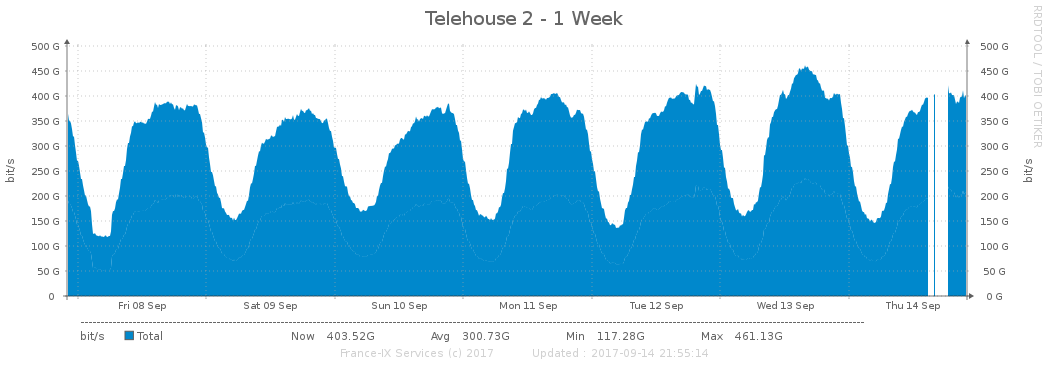 Telehouse 2 - 1 Week
RRDTOOL / TOBI OETIKER
500 G 500 G
450 G 450 G
400 G 400 G
350 G 350 G
300 G 300 G
250 G 250 G
200 G 200 G
150 G 150 G
100 G 100 G
50 G 50 G
0 0 G
bit/s
bit/s
Fri 08 Sep Sat 09 Sep Sun 10 Sep Mon 11 Sep Tue 12 Sep Wed 13 Sep Thu 14 Sep
bit/s Total Now 403.52G Avg 300.73G Min 117.28G Max 461.13G
France-IX Services (c) 2017 Updated : 2017-09-14 21:55:14